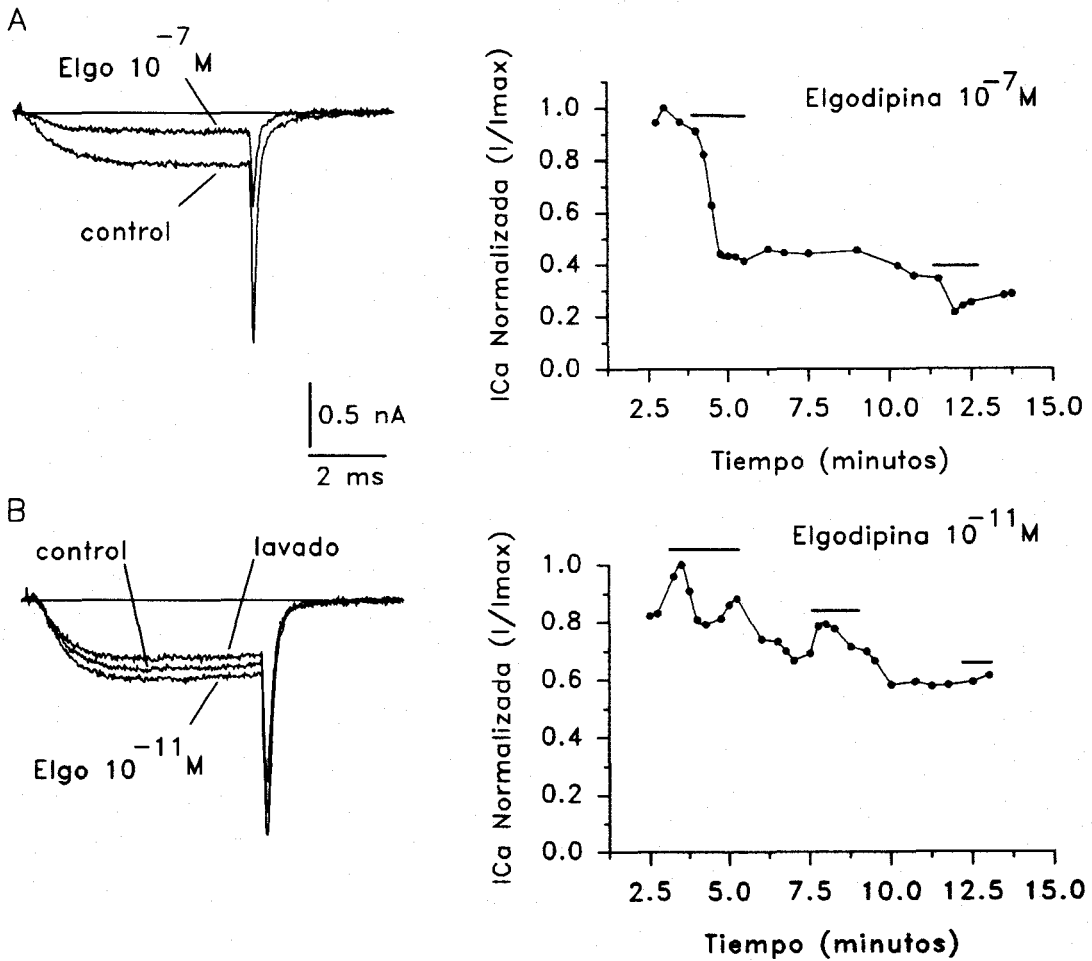 A
Elgo 10⁻⁷ M
control
0.5 nA
2 ms
ICa Normalizada (I/Imax)
Elgodipina 10⁻⁷M
1.0
0.8
0.6
0.4
0.2
0.0
2.5 5.0 7.5 10.0 12.5 15.0
Tiempo (minutos)
B
control
lavado
Elgo 10⁻¹¹ M
ICa Normalizada (I/Imax)
Elgodipina 10⁻¹¹M
1.0
0.8
0.6
0.4
0.2
0.0
2.5 5.0 7.5 10.0 12.5 15.0
Tiempo (minutos)